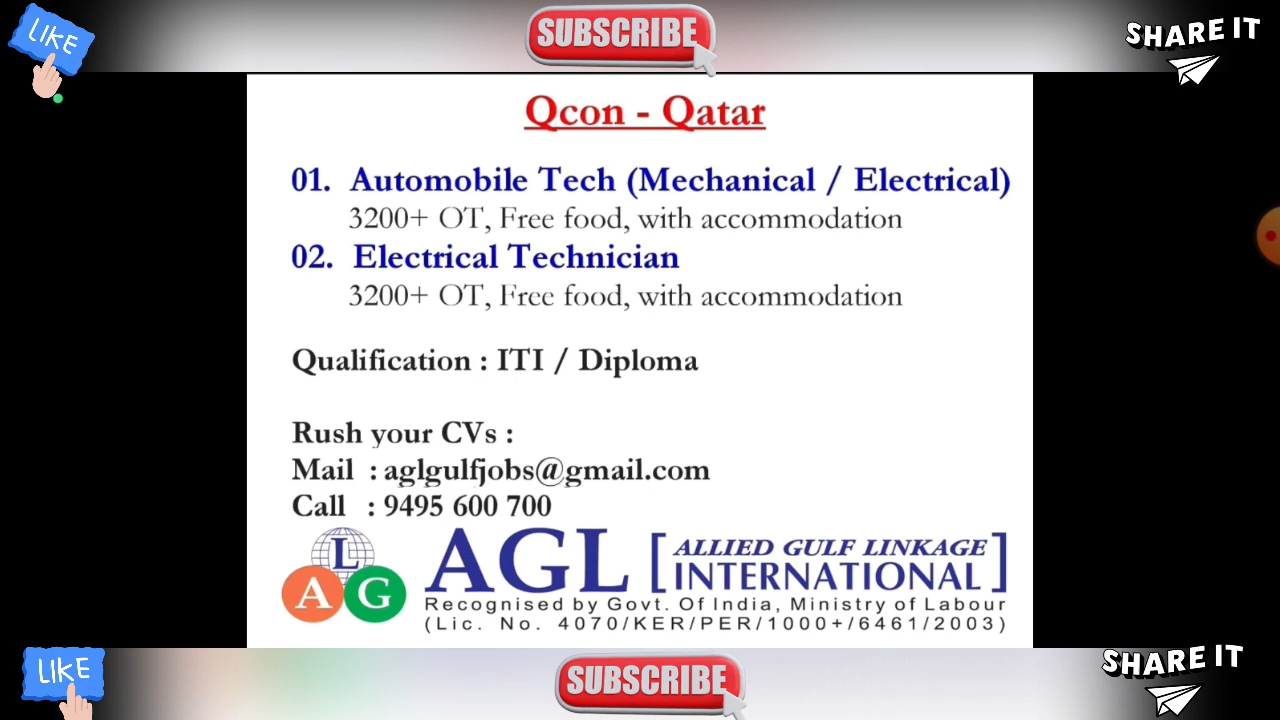 LIKE
SUBSCRIBE
SHARE IT
Qcon - Qatar
01. Automobile Tech (Mechanical / Electrical)
3200+ OT, Free food, with accommodation
02. Electrical Technician
3200+ OT, Free food, with accommodation
Qualification : ITI / Diploma
Rush your CVs :
Mail : aglgulfjobs@gmail.com
Call : 9495 600 700
L
A G
AGL [ALLIED GULF LINKAGE
INTERNATIONAL]
Recognised by Govt. Of India, Ministry of Labour
(Lic. No. 4070/KER/PER/1000+/6461/2003)
LIKE
SUBSCRIBE
SHARE IT